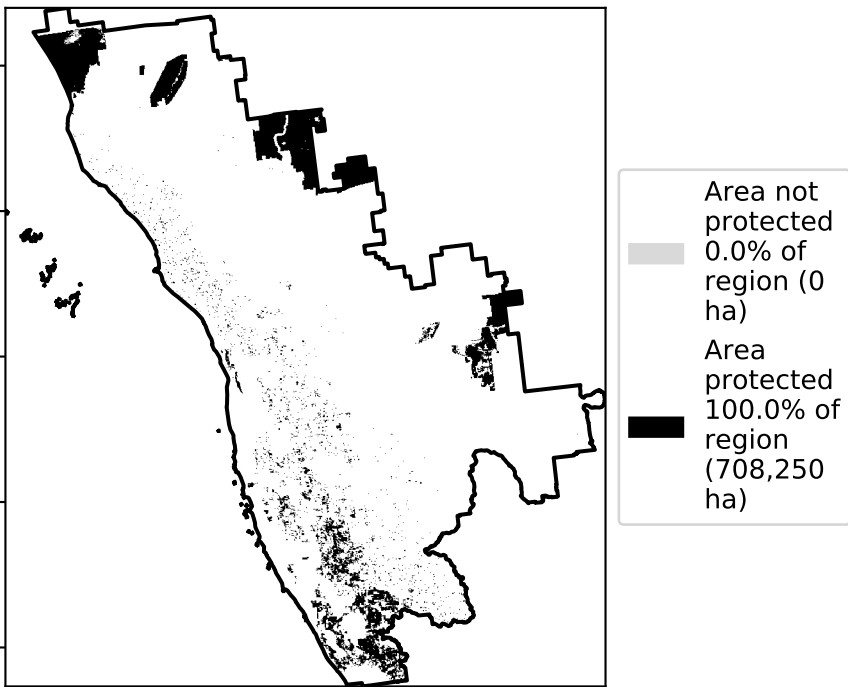 Area not
protected
0.0% of
region (0
ha)
Area
protected
100.0% of
region
(708,250
ha)